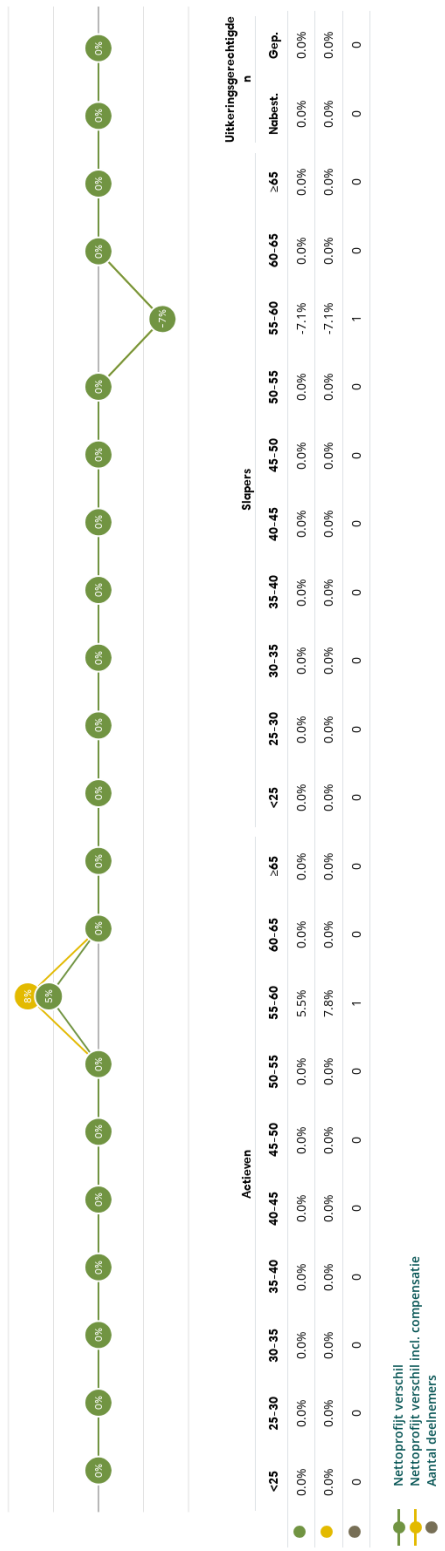 0% 0% 0% 0% 0% 0% 0% 8% 5% 0% 0% 0% 0% 0% 0% 0% 0% 0% 0% -7% 0% 0% 0% 0%
Actieven Slapers Uitkeringsgerechtigde
n
<25 25-30 30-35 35-40 40-45 45-50 50-55 55-60 60-65 ≥65 <25 25-30 30-35 35-40 40-45 45-50 50-55 55-60 60-65 ≥65 Nabest. Gep.
0.0% 0.0% 0.0% 0.0% 0.0% 0.0% 0.0% 5.5% 0.0% 0.0% 0.0% 0.0% 0.0% 0.0% 0.0% 0.0% 0.0% -7.1% 0.0% 0.0% 0.0% 0.0%
0.0% 0.0% 0.0% 0.0% 0.0% 0.0% 0.0% 7.8% 0.0% 0.0% 0.0% 0.0% 0.0% 0.0% 0.0% 0.0% 0.0% -7.1% 0.0% 0.0% 0.0% 0.0%
0 0 0 0 0 0 0 1 0 0 0 0 0 0 0 0 0 1 0 0 0 0
Nettoprofijt verschil
Nettoprofijt verschil incl. compensatie
Aantal deelnemers